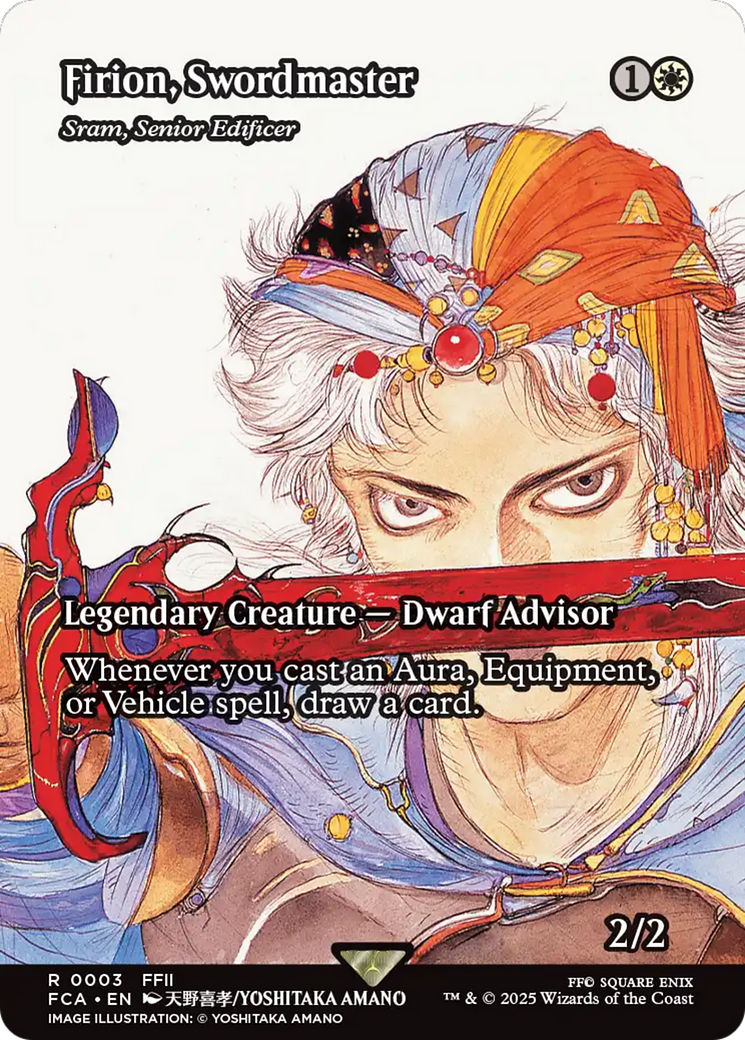 Firion, Swordmaster
1
Sram, Senior Edificer
Legendary Creature — Dwarf Advisor
Whenever you cast an Aura, Equipment,
or Vehicle spell, draw a card.
2/2
R 0003 FFII
FCA • EN 天野喜孝/YOSHITAKA AMANO
IMAGE ILLUSTRATION: © YOSHITAKA AMANO
FF© SQUARE ENIX
™ & © 2025 Wizards of the Coast